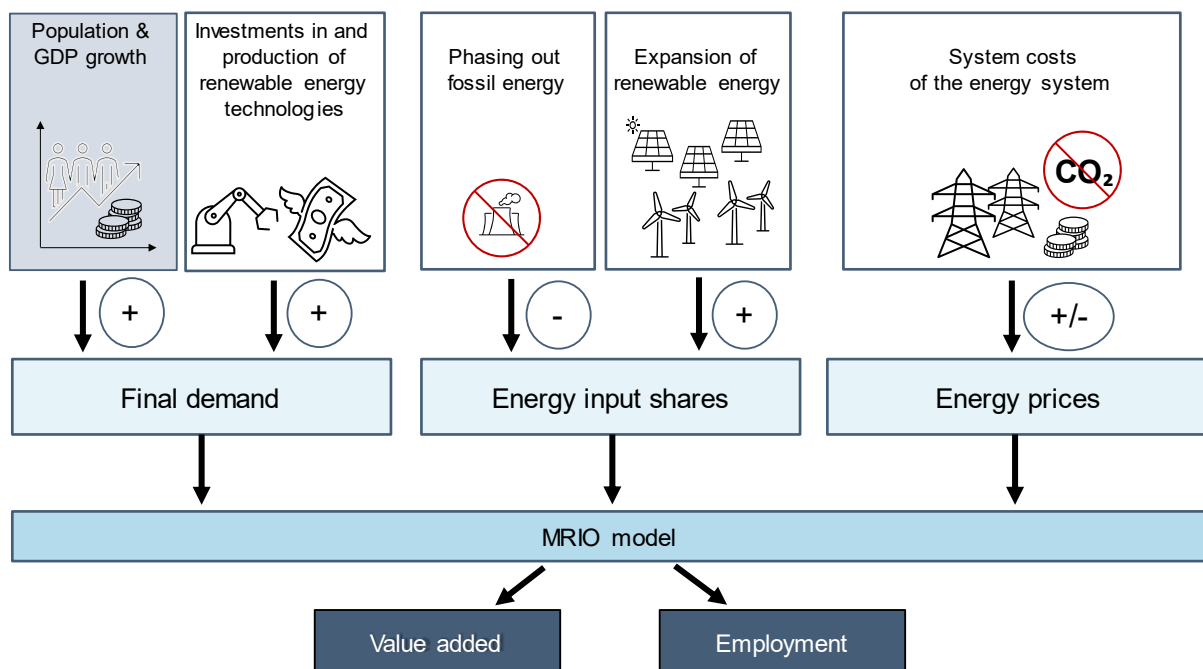 Population &
GDP growth
Investments in and
production of
renewable energy
technologies
Phasing out
fossil energy
Expansion of
renewable energy
System costs
of the energy system
CO₂
+
+
-
+
+/-
Final demand
Energy input shares
Energy prices
MRIO model
Value added
Employment